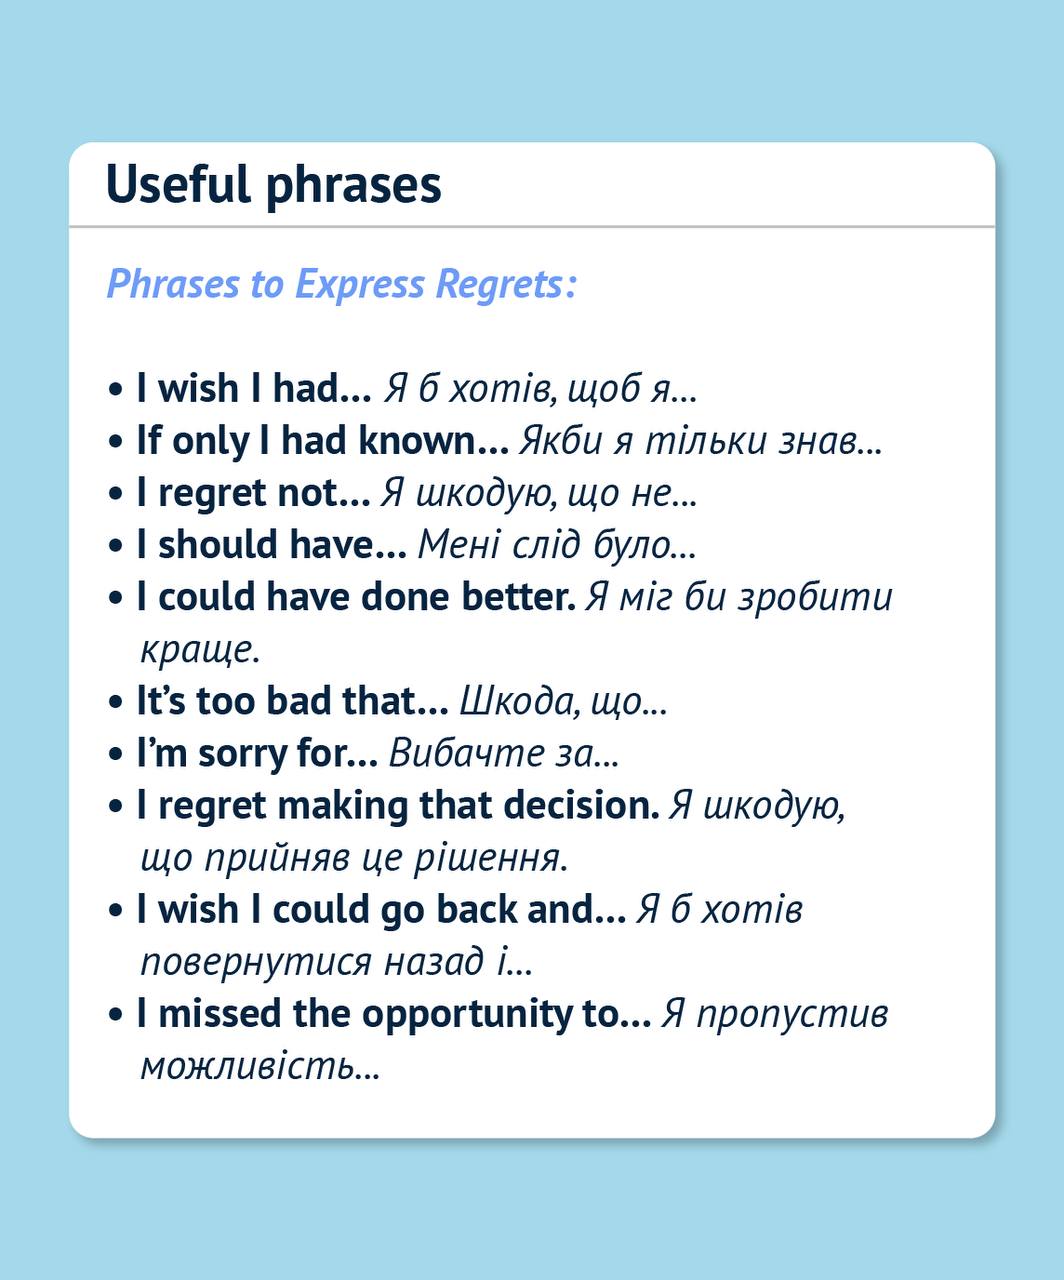 Useful phrases
Phrases to Express Regrets:
• I wish I had... Я б хотів, щоб я...
• If only I had known... Якби я тільки знав...
• I regret not... Я шкодую, що не...
• I should have... Мені слід було...
• I could have done better. Я міг би зробити
краще.
• It’s too bad that... Шкода, що...
• I’m sorry for... Вибачте за...
• I regret making that decision. Я шкодую,
що прийняв це рішення.
• I wish I could go back and... Я б хотів
повернутися назад і...
• I missed the opportunity to... Я пропустив
можливість...